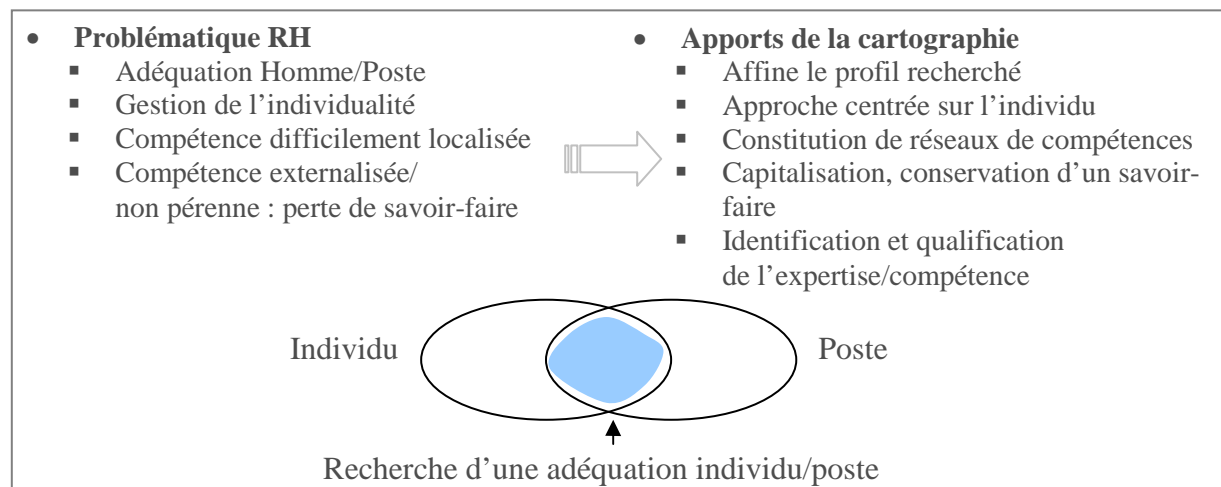 • Problématique RH
▪ Adéquation Homme/Poste
▪ Gestion de l'individualité
▪ Compétence difficilement localisée
▪ Compétence externalisée/
non pérenne : perte de savoir-faire
• Apports de la cartographie
▪ Affine le profil recherché
▪ Approche centrée sur l'individu
▪ Constitution de réseaux de compétences
▪ Capitalisation, conservation d'un savoir-
faire
▪ Identification et qualification
de l'expertise/compétence
Individu
Poste
Recherche d'une adéquation individu/poste